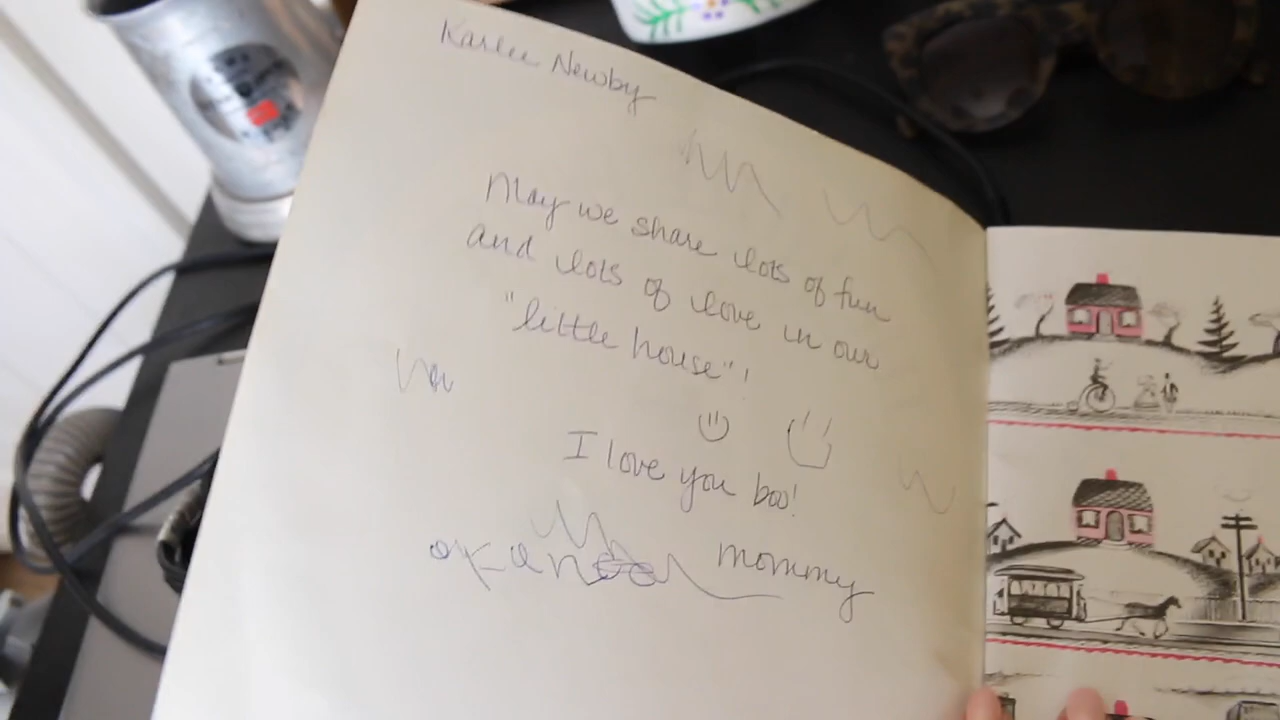 Karlee Newby
May we share lots of fun
and lots of love in our
"little house"!
I love you boo!
mommy